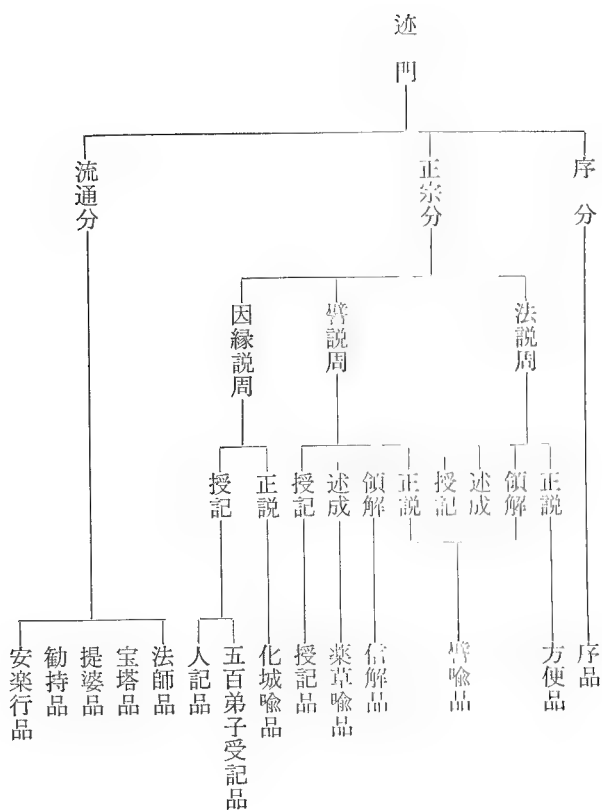 迹門
序分
正宗分
流通分
法説周
譬説周
因縁説周
正説
領解
述成
授記
正説
領解
述成
授記
正説
授記
序品
方便品
譬喩品
信解品
薬草喩品
授記品
化城喩品
五百弟子受記品
人記品
法師品
宝塔品
提婆品
勧持品
安楽行品